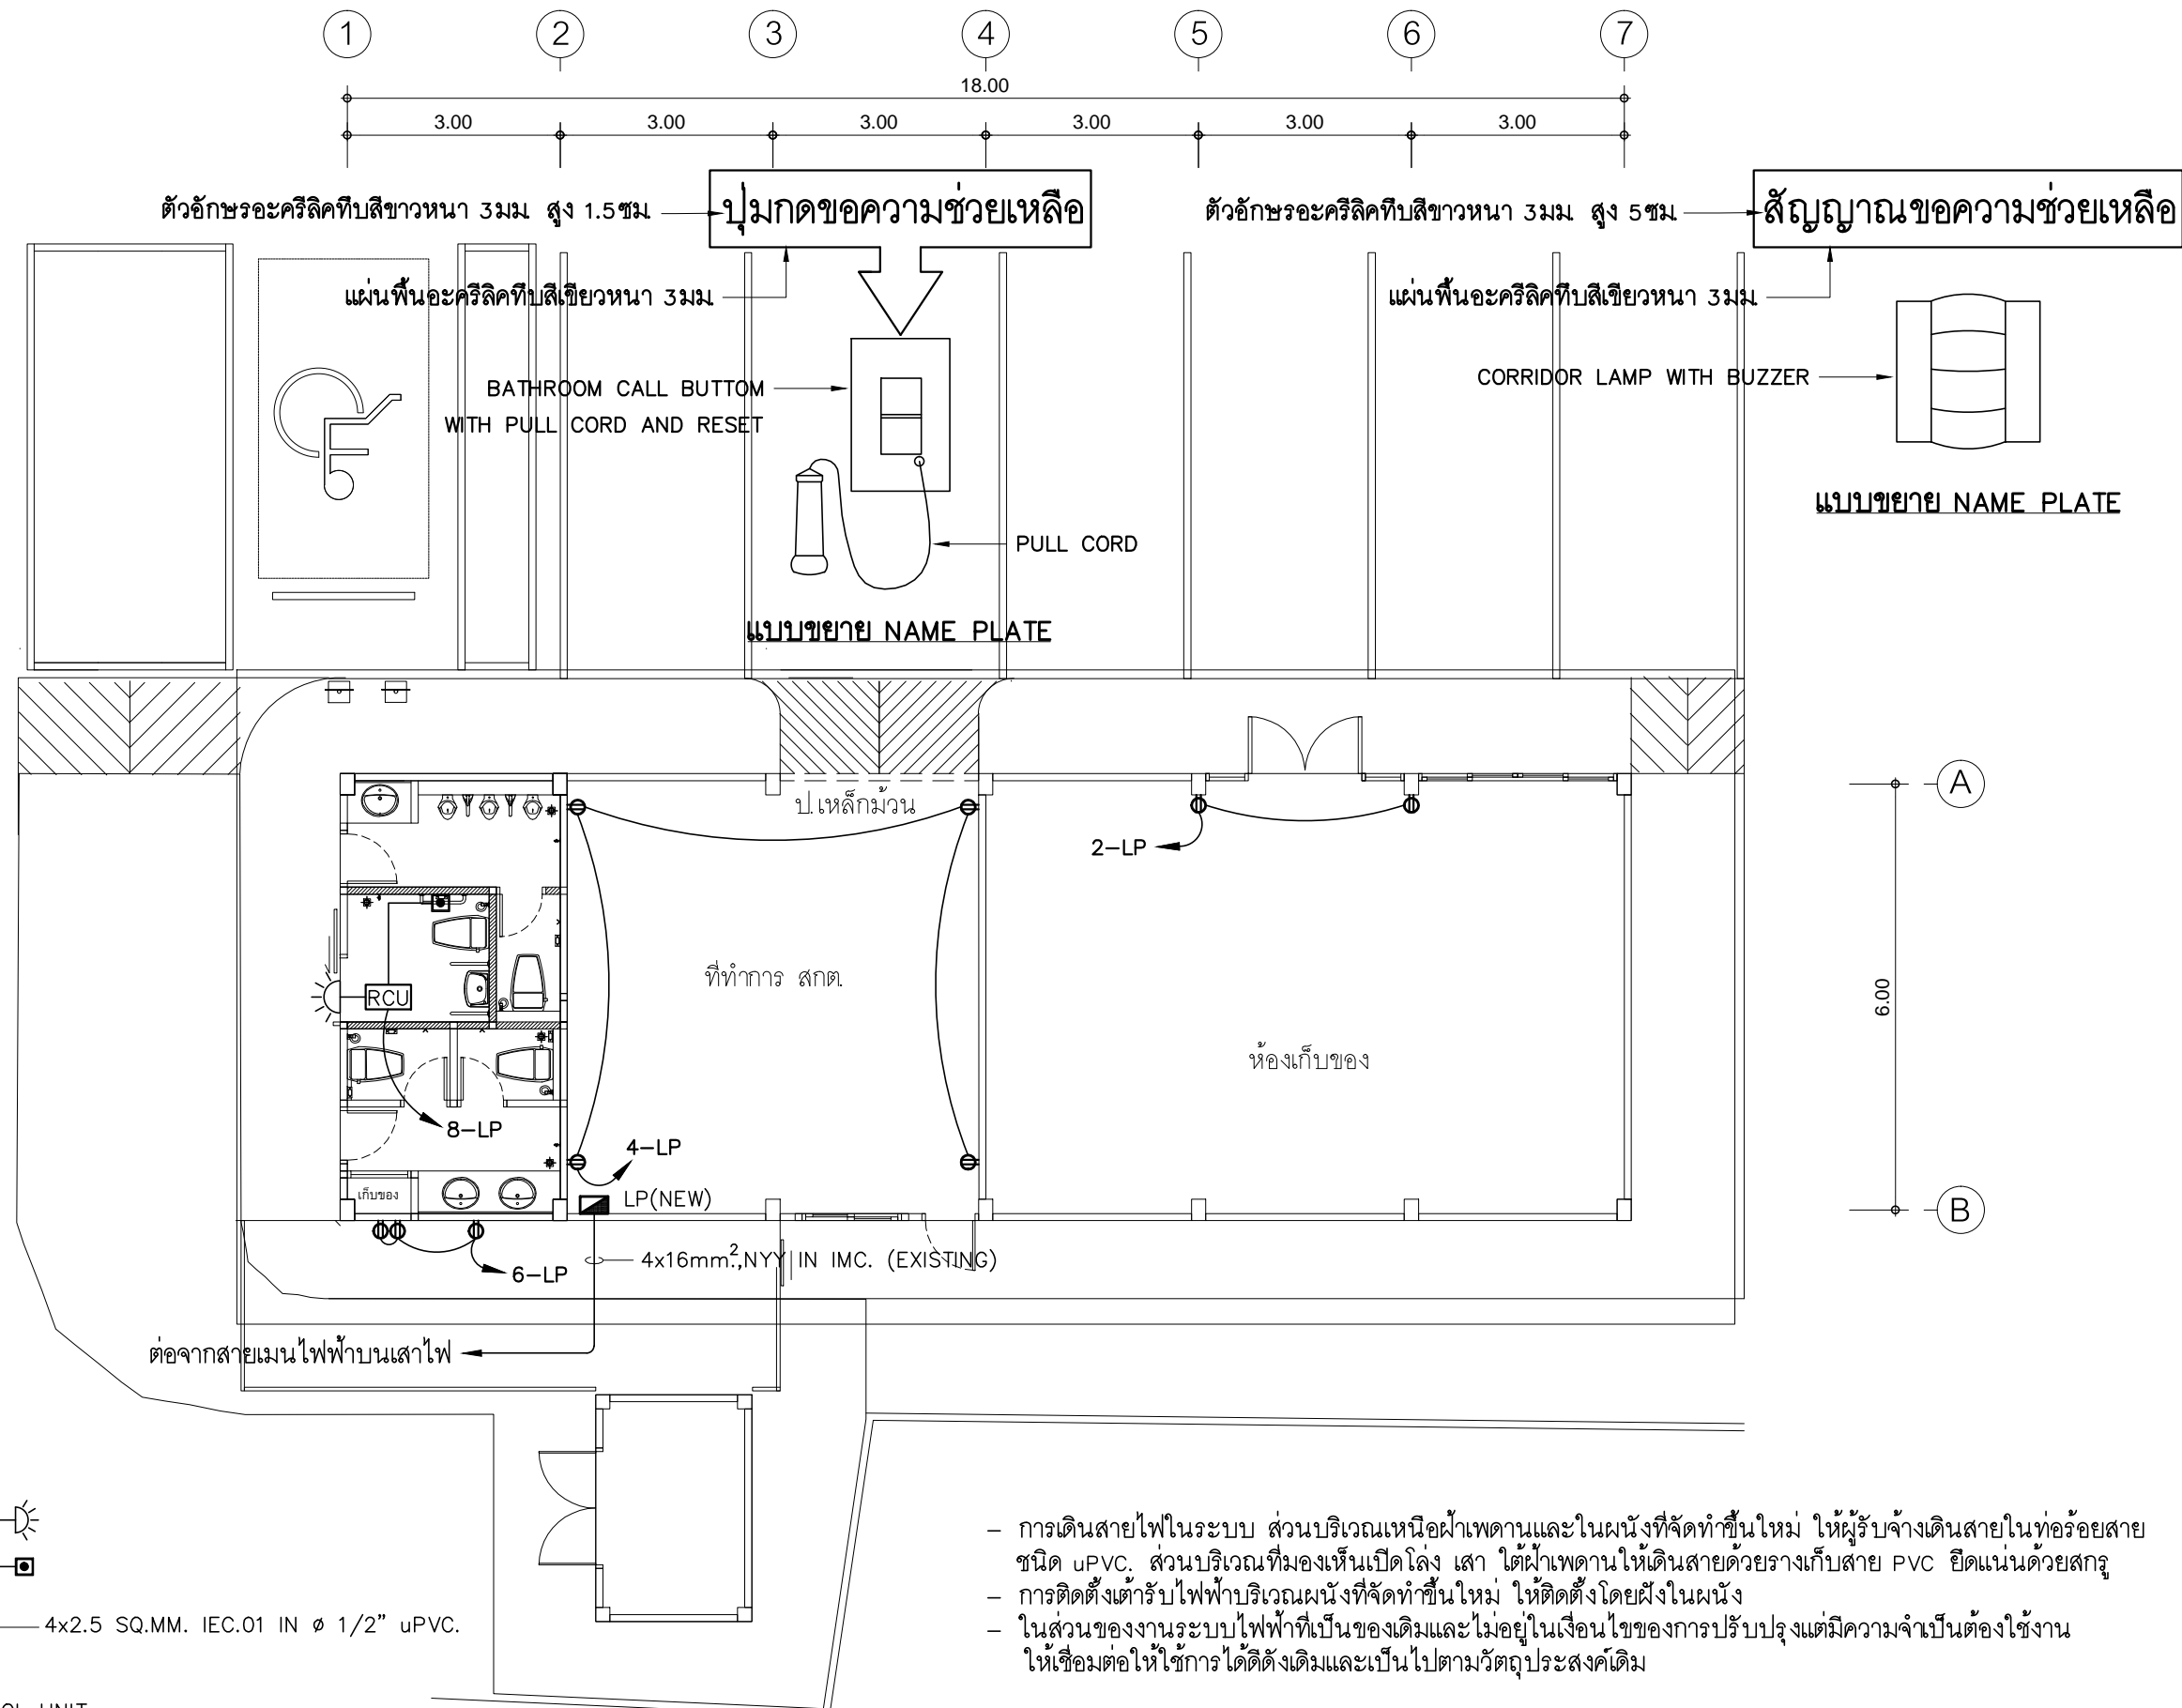 1 2 3 4 5 6 7
18.00
3.00 3.00 3.00 3.00 3.00 3.00
ตัวอักษรอะครีลิคทึบสีขาวหนา 3มม. สูง 1.5ซม.
ปุ่มกดขอความช่วยเหลือ
ตัวอักษรอะครีลิคทึบสีขาวหนา 3มม. สูง 5ซม.
สัญญาณขอความช่วยเหลือ
แผ่นพื้นอะครีลิคทึบสีเขียวหนา 3มม.
แผ่นพื้นอะครีลิคทึบสีเขียวหนา 3มม.
BATHROOM CALL BUTTOM
WITH PULL CORD AND RESET
CORRIDOR LAMP WITH BUZZER
แบบขยาย NAME PLATE
PULL CORD
แบบขยาย NAME PLATE
A
ป.เหล็กม้วน
2-LP
ที่ทำการ สกต.
RCU
6.00
ห้องเก็บของ
8-LP
4-LP
เก็บของ
LP(NEW)
B
4x16mm²,NYY IN IMC. (EXISTING)
6-LP
ต่อจากสายเมนไฟฟ้าบนเสาไฟ
- การเดินสายไฟในระบบ ส่วนบริเวณเหนือฝ้าเพดานและในผนังที่จัดทำขึ้นใหม่ ให้ผู้รับจ้างเดินสายในท่อร้อยสาย
ชนิด uPVC. ส่วนบริเวณที่มองเห็นเปิดโล่ง เสา ใต้ฝ้าเพดานให้เดินสายด้วยรางเก็บสาย PVC ยึดแน่นด้วยสกรู
- การติดตั้งเต้ารับไฟฟ้าบริเวณผนังที่จัดทำขึ้นใหม่ ให้ติดตั้งโดยฝังในผนัง
- ในส่วนของงานระบบไฟฟ้าที่เป็นของเดิมและไม่อยู่ในเงื่อนไขของการปรับปรุงแต่มีความจำเป็นต้องใช้งาน
ให้เชื่อมต่อให้ใช้การได้ดีดังเดิมและเป็นไปตามวัตถุประสงค์เดิม
4x2.5 SQ.MM. IEC.01 IN ø 1/2" uPVC.
UNIT